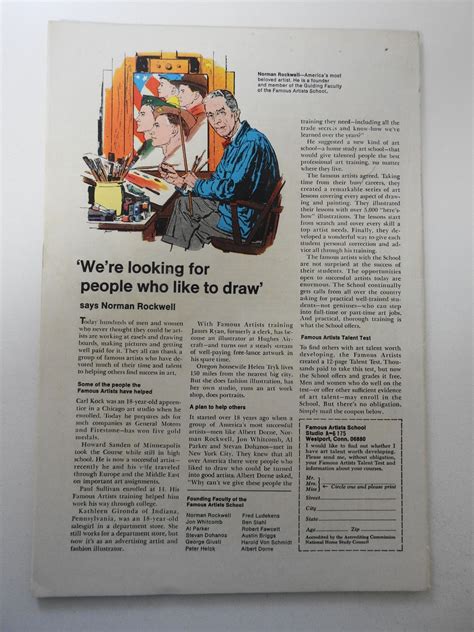 Norman Rockwell—America's most
beloved artist. He is a founder
and member of the Guiding Faculty
of the Famous Artists School.
'We're looking for
people who like to draw'
says Norman Rockwell
Today hundreds of men and women
who never thought they could be art-
ists are working at easels and drawing
boards, making pictures and getting
well paid for it. They all can thank a
group of famous artists who have de-
voted much of their time and talent
to helping others find success in art.
Some of the people the
Famous Artists have helped
Carl Kock was an 18-year-old appren-
tice in a Chicago art studio when he
enrolled. Today he prepares ads for
such companies as General Motors
and Firestone—has won five gold
medals.
Howard Sanden of Minneapolis
took the Course while still in high
school. He is now a successful artist—
recently he and his wife traveled
through Europe and the Middle East
on important art assignments.
Paul Sullivan enrolled at H. His
Famous Artists training helped him
work his way through college.
Kathleen Gironda of Indiana,
Pennsylvania, was an 18-year-old
salesgirl in a department store. She
still works for a department store, but
now it's as an advertising artist and
fashion illustrator.
With Famous Artists training
James Ryan, formerly a clerk, has be-
come an illustrator at Hughes Air-
craft—and turns out a steady stream
of well-paying free-lance artwork in
his spare time.
Oregon housewife Helen Tryk lives
150 miles from the nearest big city.
But she does fashion illustration, has
her own studio, runs an art work
shop, does portraits.
A plan to help others
It started over 18 years ago when a
group of America's most successful
artists—men like Albert Dorne, Nor-
man Rockwell, Jon Whitcomb, Al
Parker and Stevan Dohanos—met in
New York City. They knew that all
over America there were people who
liked to draw who could be turned
into good artists. Albert Dorne asked,
"Why can't we give these people the
Founding Faculty of the
Famous Artists School
Norman Rockwell
Jon Whitcomb
Al Parker
Stevan Dohanos
George Giusti
Peter Helck
Fred Ludekens
Ben Stahl
Robert Fawcett
Austin Briggs
Harold Von Schmidt
Albert Dorne
training they need—including all the
trade secrets and know-how we've
learned over the years?"
He suggested a new kind of art
school—a home study art school—that
would give talented people the best
professional art training, no matter
where they live.
The famous artists agreed. Taking
time from their busy careers, they
created a remarkable series of art
lessons covering every aspect of draw-
ing and painting. They illustrated
their lessons with over 5,000 "here's-
how" illustrations. The lessons start
from scratch and cover every skill a
top artist needs. Finally, they de-
veloped a wonderful way to give each
student personal correction and ad-
vice all through his training.
The famous artists with the School
are not surprised at the success of
their students. The opportunities
open to successful artists today are
enormous. The School continually
gets calls from all over the country
asking for practical well-trained stu-
dents—not geniuses—who can step
into full-time or part-time art jobs.
And practical, thorough training is
what the School offers.
Famous Artists Talent Test
To find others with art talent worth
developing, the Famous Artists
created a 12-page Talent Test. Thou-
sands paid to take this test, but now
the School offers and grades it free.
Men and women who do well on the
test—or offer other sufficient evidence
of art talent—may enroll in the
School. But there's no obligation.
Simply mail the coupon below.
Famous Artists School
Westport, Conn. 06880
I would like to find out whether I
have art talent worth developing.
Please send me, without obligation,
your Famous Artists Talent Test and
information about your courses.
Mr.
Mrs.
Miss
Circle one and please print
Street
City
State
Zip
Age
Accredited by the Accrediting Commission
National Home Study Council